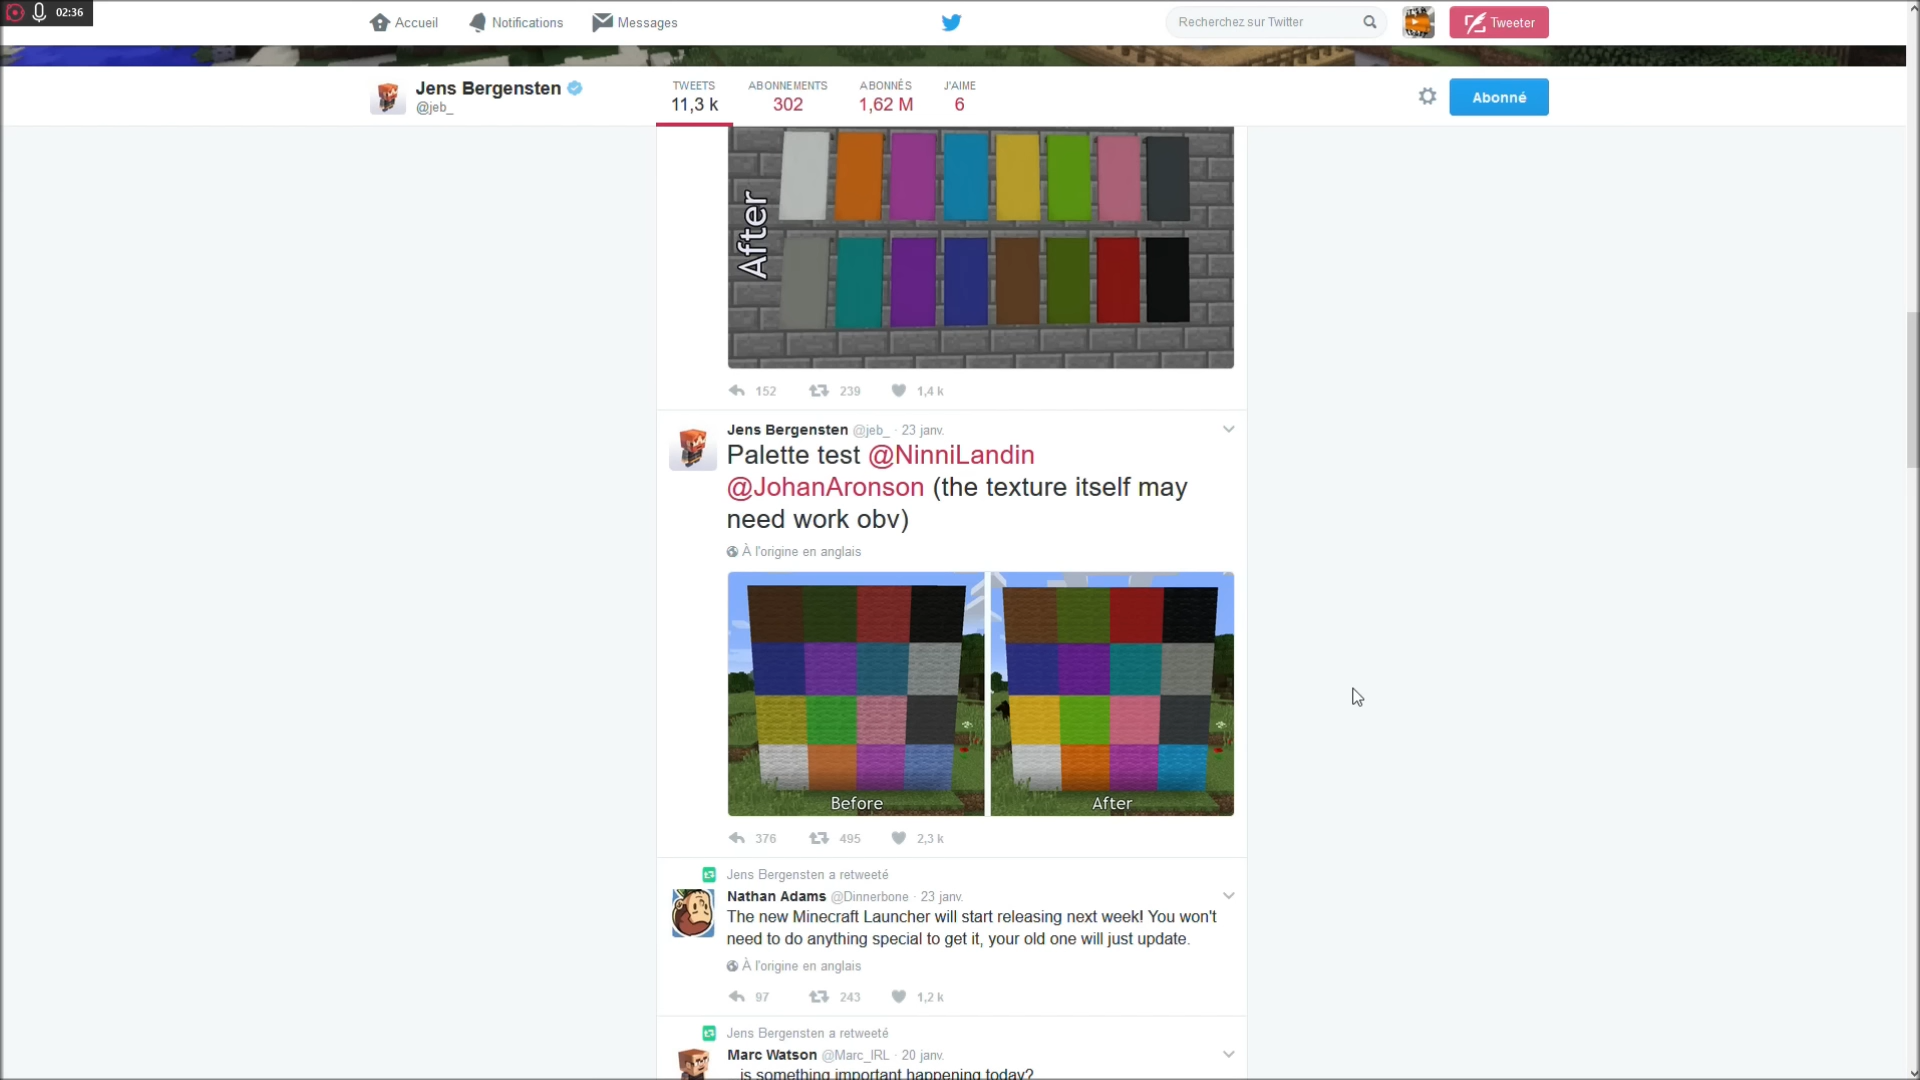 02:36
Accueil Notifications Messages Recherchez sur Twitter Tweeter
Jens Bergensten
@jeb_
TWEETS ABONNEMENTS ABONNÉS J'AIME
11,3 k 302 1,62 M 6
Abonné
After
152 239 1,4 k
Jens Bergensten @jeb_ · 23 janv.
Palette test @NinniLandin
@JohanAronson (the texture itself may
need work obv)
À l'origine en anglais
Before After
376 495 2,3 k
Jens Bergensten a retweeté
Nathan Adams @Dinnerbone · 23 janv.
The new Minecraft Launcher will start releasing next week! You won't
need to do anything special to get it, your old one will just update.
À l'origine en anglais
97 243 1,2 k
Jens Bergensten a retweeté
Marc Watson @Marc_IRL · 20 janv.
is something important happening today?